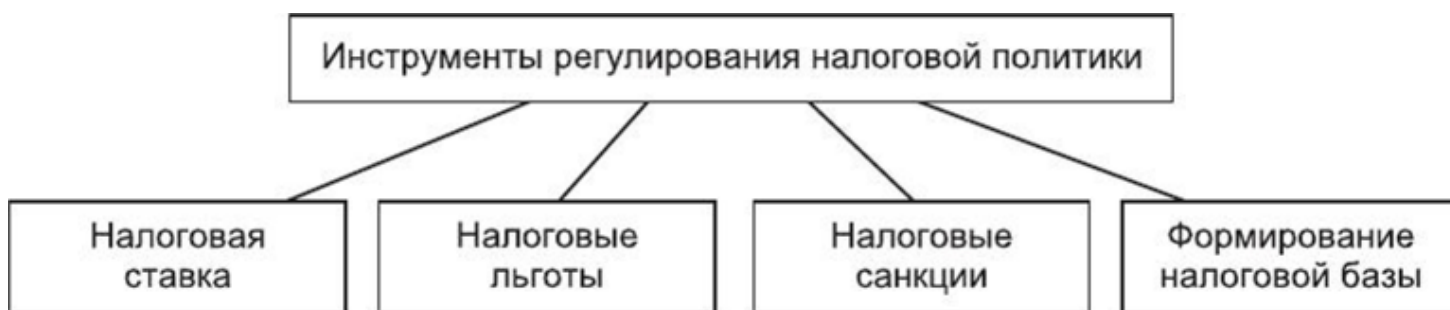 Инструменты регулирования налоговой политики
Налоговая
ставка
Налоговые
льготы
Налоговые
санкции
Формирование
налоговой базы